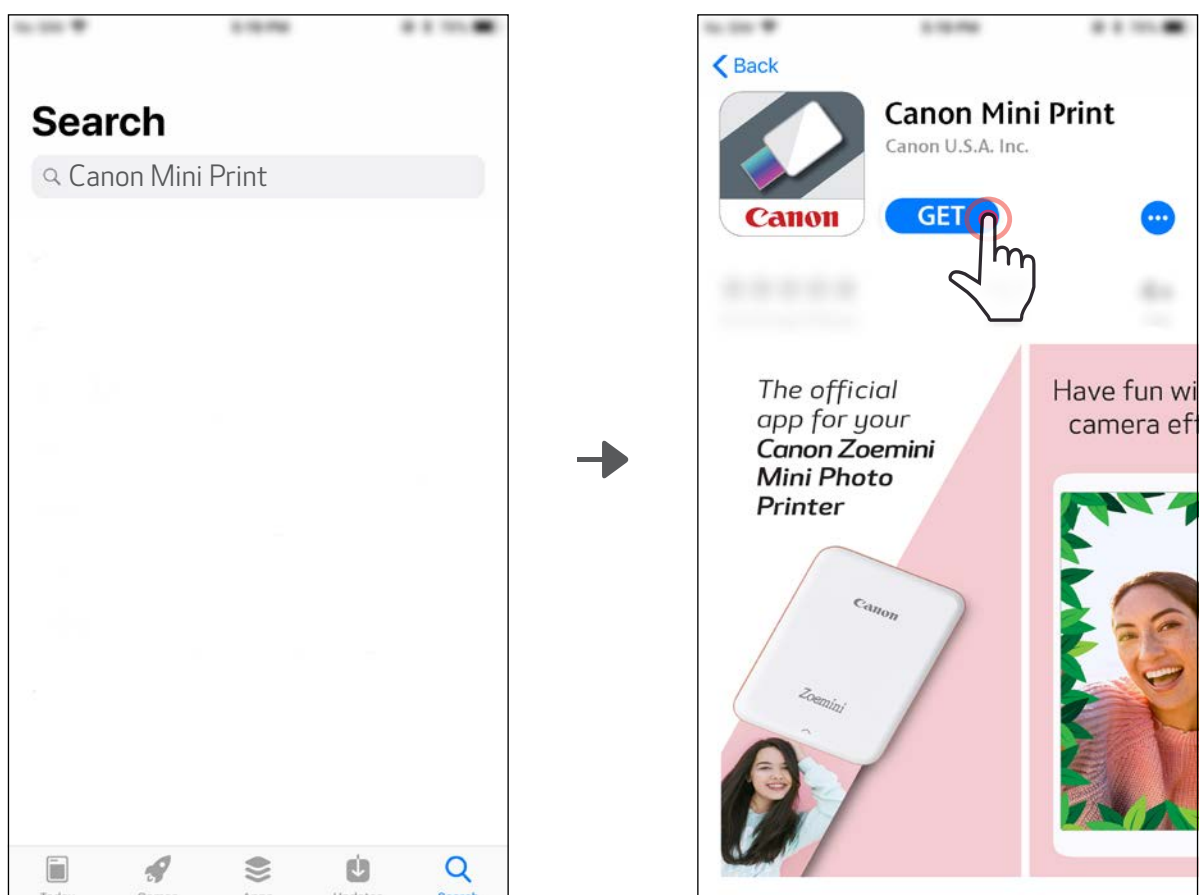 Search
Canon Mini Print
Back
Canon Mini Print
Canon U.S.A. Inc.
Canon
GET
The official
app for your
Canon Zoemini
Mini Photo
Printer
Have fun wi
camera eff
Canon
Zoemini
Search